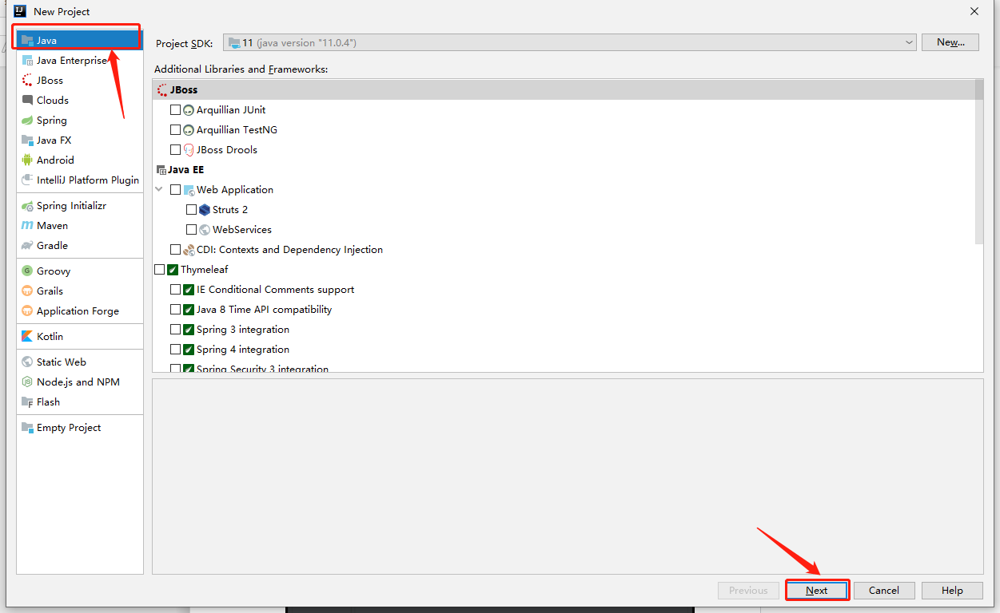 New Project
Java
Java Enterprise
JBoss
Clouds
Spring
Java FX
Android
IntelliJ Platform Plugin
Spring Initializr
Maven
Gradle
Groovy
Grails
Application Forge
Kotlin
Static Web
Node.js and NPM
Flash
Empty Project
Project SDK: 11 (java version "11.0.4") New...
Additional Libraries and Frameworks:
JBoss
Arquillian JUnit
Arquillian TestNG
JBoss Drools
Java EE
Web Application
Struts 2
WebServices
CDI: Contexts and Dependency Injection
Thymeleaf
IE Conditional Comments support
Java 8 Time API compatibility
Spring 3 integration
Spring 4 integration
Spring Security 3 integration
Previous Next Cancel Help